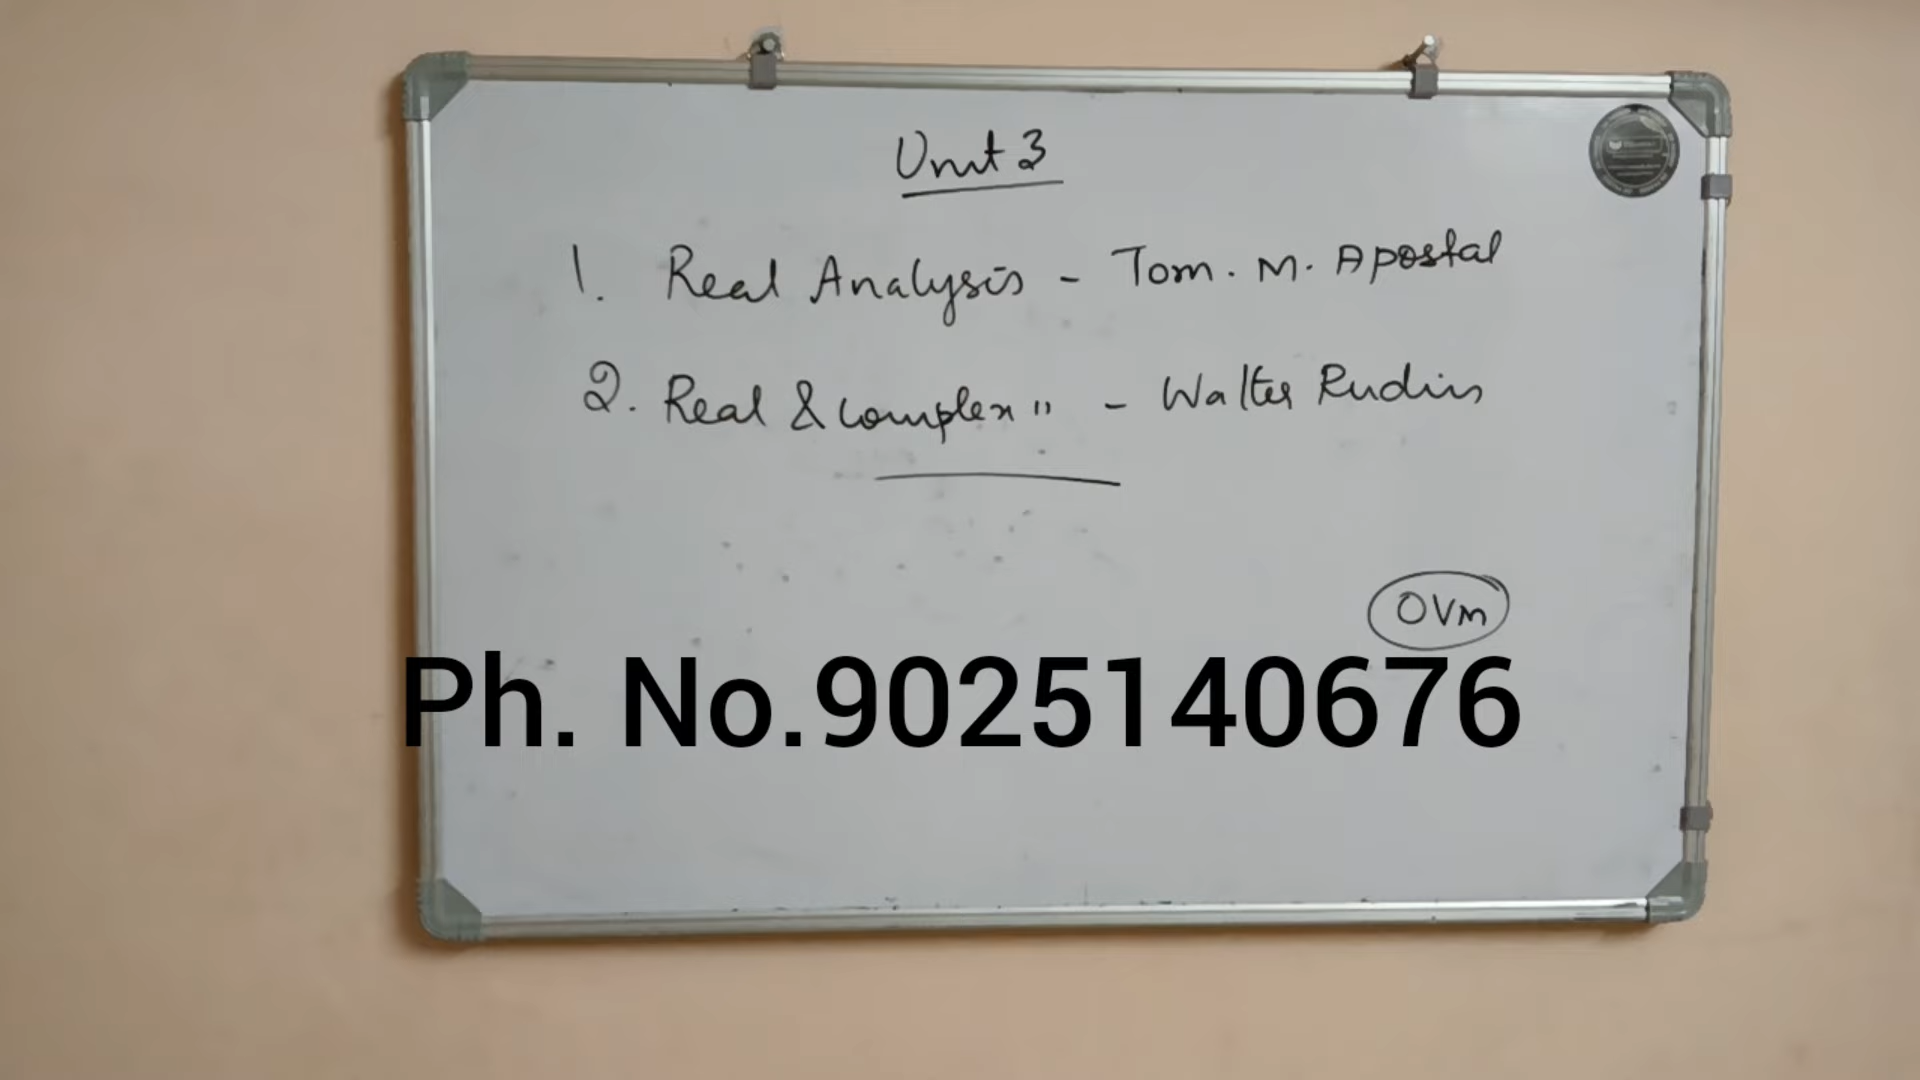 Unit 3
1. Real Analysis - Tom. M. Apostal
2. Real & Complex " - Walter Rudin
OVM
Ph. No.9025140676